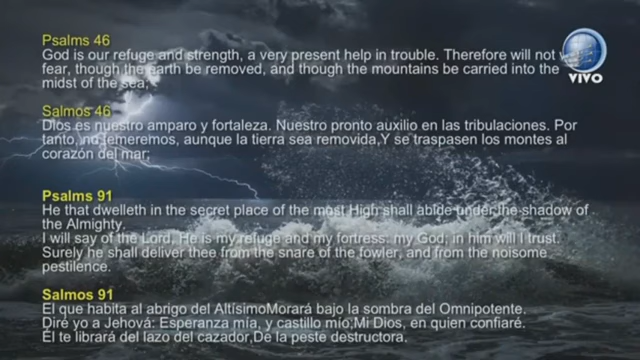 Psalms 46
God is our refuge and strength, a very present help in trouble. Therefore will not
fear, though the earth be removed, and though the mountains be carried into the
midst of the sea;
Salmos 46
Dios es nuestro amparo y fortaleza. Nuestro pronto auxilio en las tribulaciones. Por
tanto, no temeremos, aunque la tierra sea removida,Y se traspasen los montes al
corazón del mar;
Psalms 91
He that dwelleth in the secret place of the most High shall abide under the shadow of
the Almighty.
I will say of the Lord, He is my refuge and my fortress: my God; in him will I trust.
Surely he shall deliver thee from the snare of the fowler, and from the noisome
pestilence.
Salmos 91
El que habita al abrigo del AltísimoMorará bajo la sombra del Omnipotente.
Diré yo a Jehová: Esperanza mía, y castillo mío;Mi Dios, en quien confiaré.
Él te librará del lazo del cazador,De la peste destructora.
VIVO